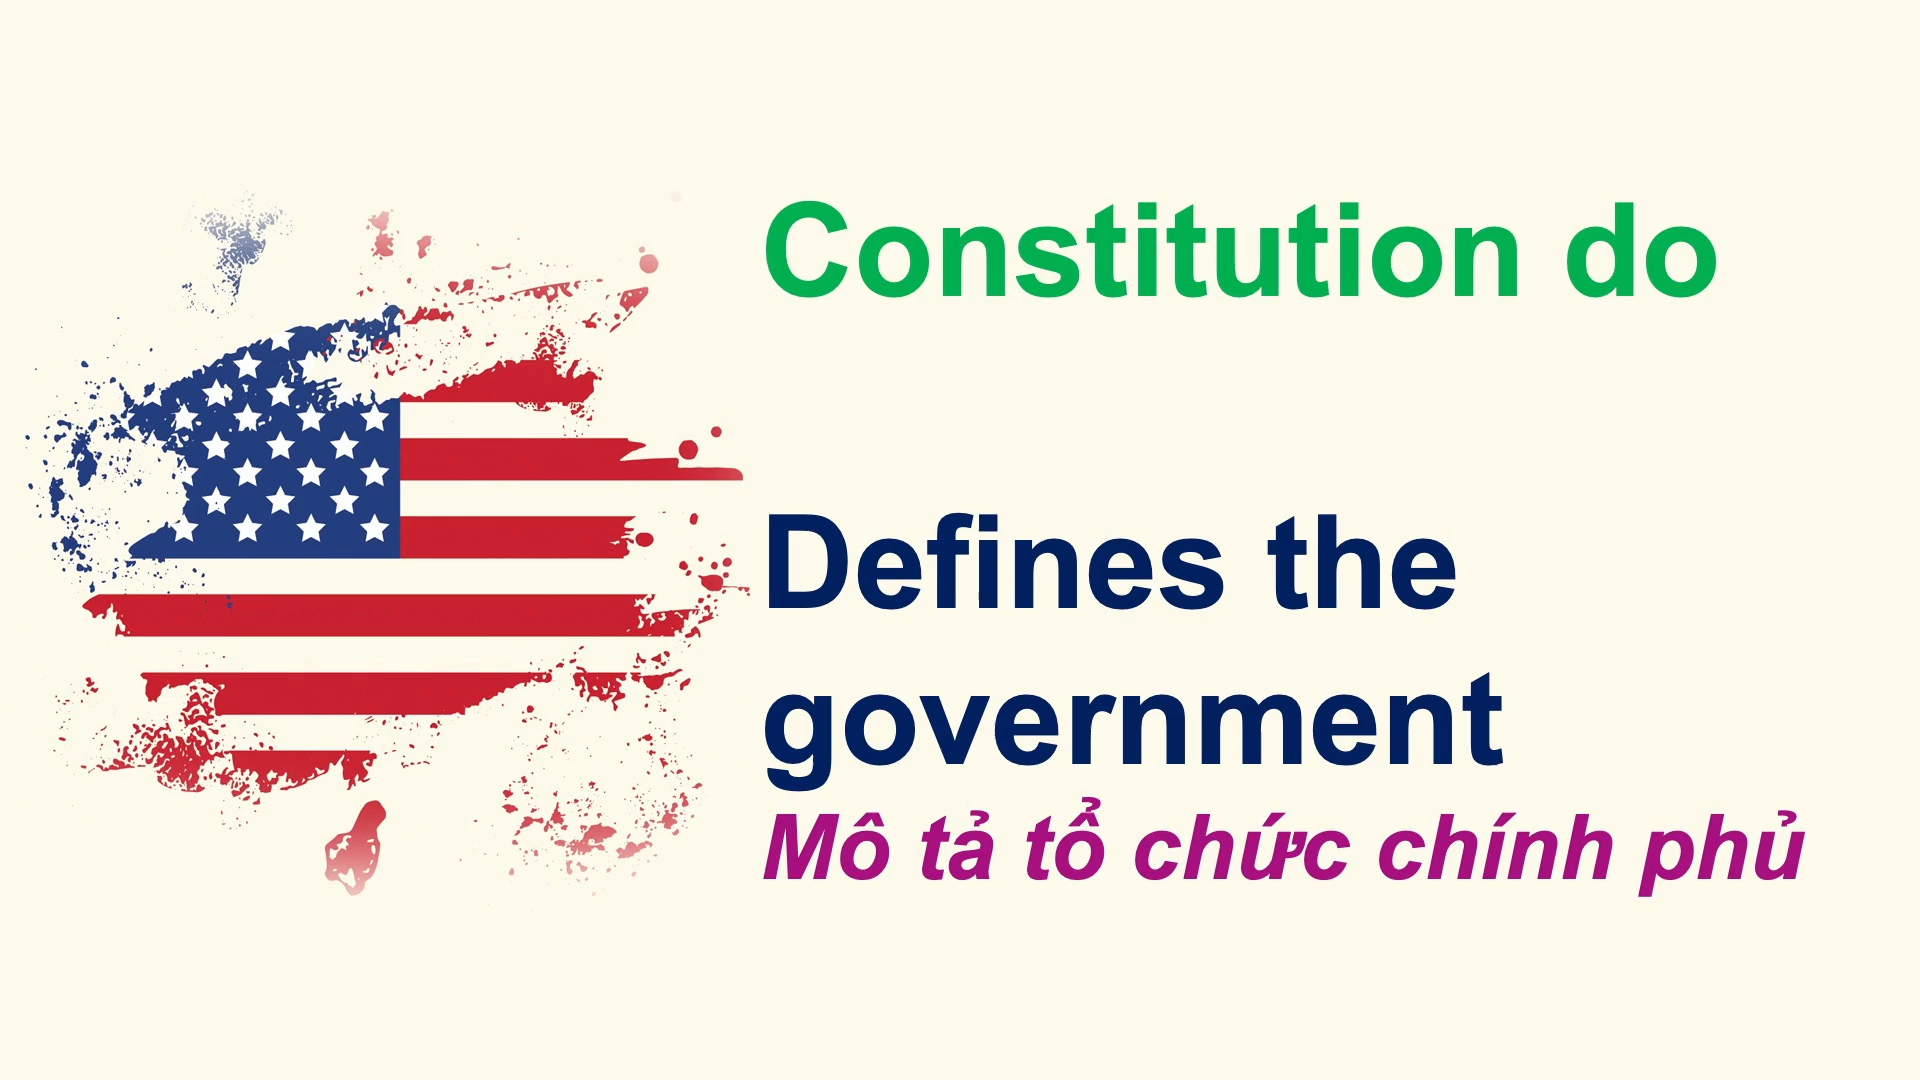 Constitution do
Defines the
government
Mô tả tổ chức chính phủ